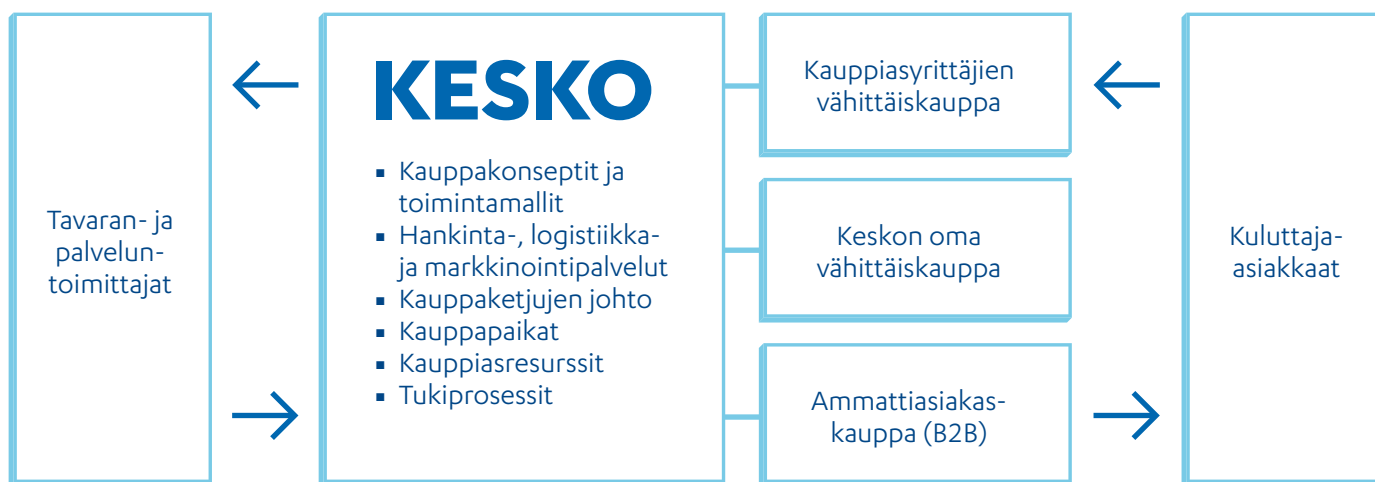 Tavaran- ja
palvelun-
toimittajat
KESKO
▪ Kauppakonseptit ja
toimintamallit
▪ Hankinta-, logistiikka-
ja markkinointipalvelut
▪ Kauppaketjujen johto
▪ Kauppapaikat
▪ Kauppiasresurssit
▪ Tukiprosessit
Kauppiasyrittäjien
vähittäiskauppa
Keskon oma
vähittäiskauppa
Ammattiasiakas-
kauppa (B2B)
Kuluttaja-
asiakkaat